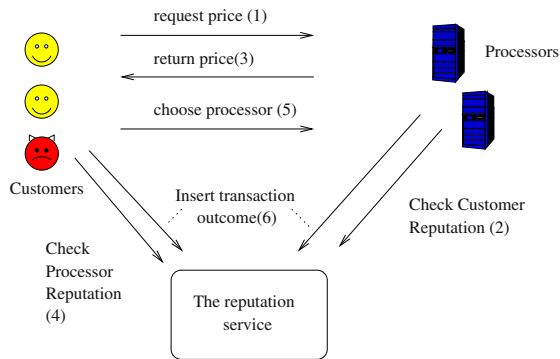 request price (1)
return price(3)
Processors
choose processor (5)
Customers
Insert transaction
outcome(6)
Check Customer
Reputation (2)
Check
Processor
Reputation
(4)
The reputation
service